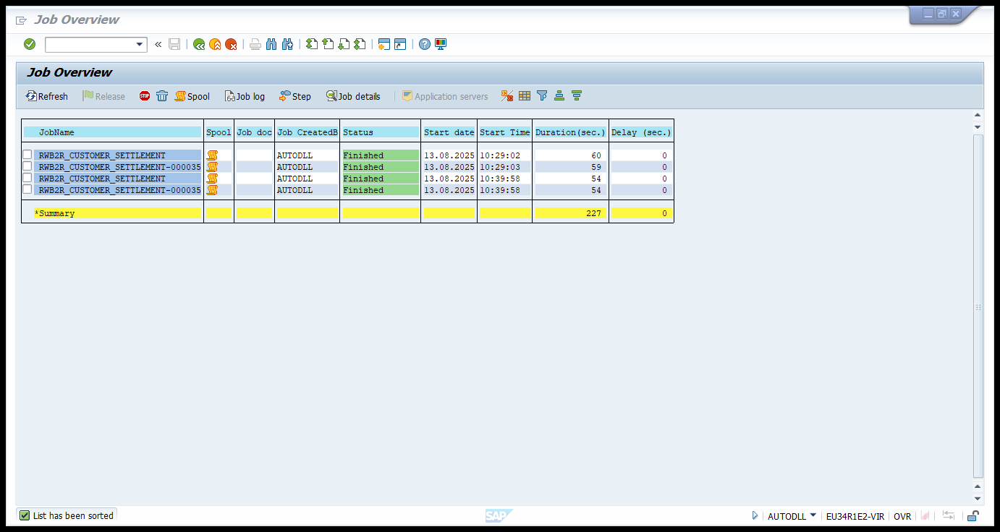 Job Overview
«
Job Overview
Refresh Release STOP Spool Job log Step Job details Application servers
JobName Spool Job doc Job CreatedB Status Start date Start Time Duration(sec.) Delay (sec.)
RWB2R_CUSTOMER_SETTLEMENT AUTODLL Finished 13.08.2025 10:29:02 60 0
RWB2R_CUSTOMER_SETTLEMENT-000035 AUTODLL Finished 13.08.2025 10:29:03 59 0
RWB2R_CUSTOMER_SETTLEMENT AUTODLL Finished 13.08.2025 10:39:58 54 0
RWB2R_CUSTOMER_SETTLEMENT-000035 AUTODLL Finished 13.08.2025 10:39:58 54 0
*Summary 227 0
List has been sorted SAP AUTODLL EU34R1E2-VIR OVR